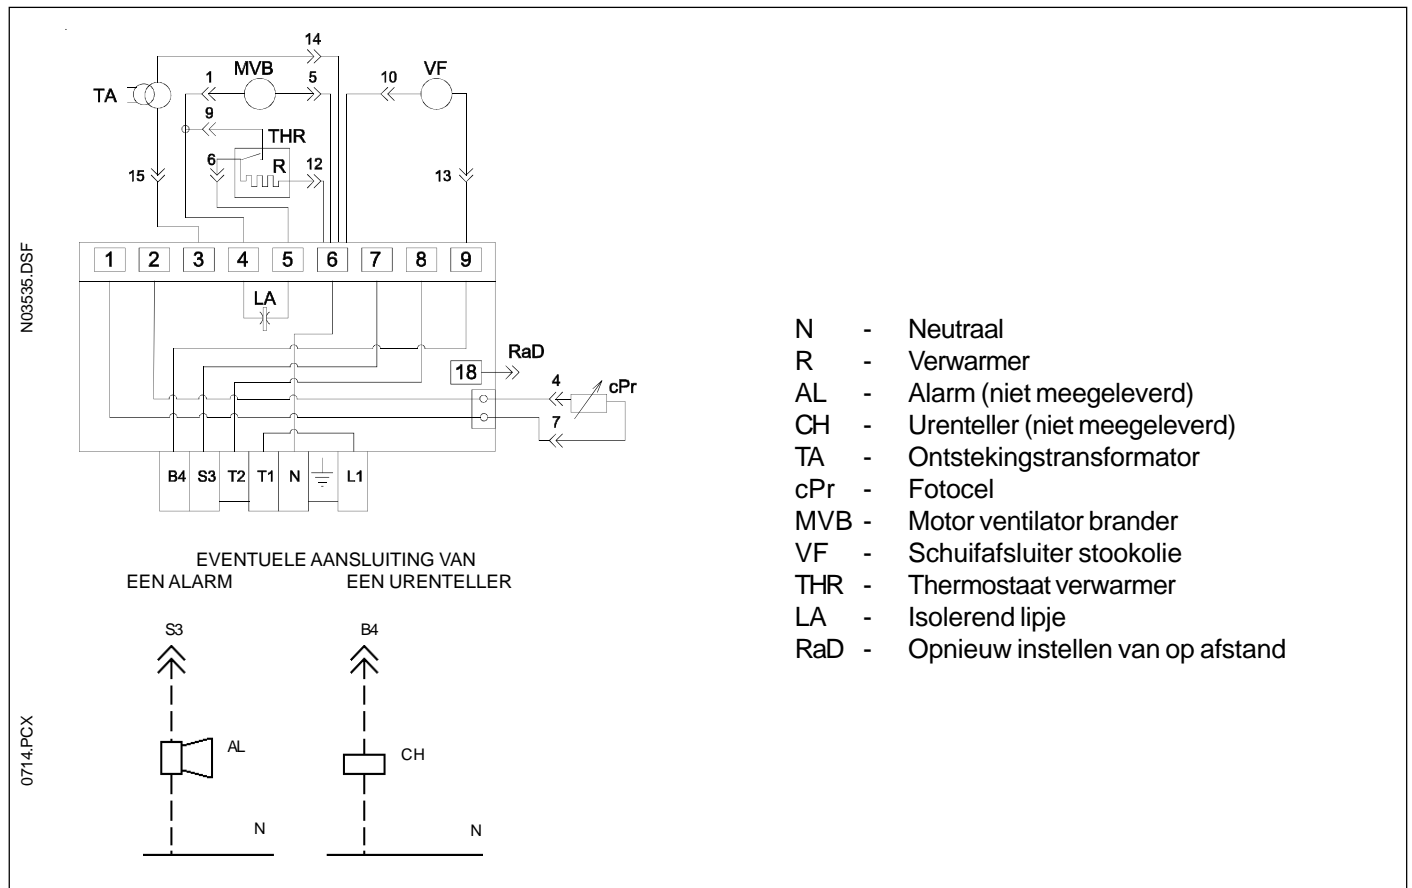 14
MVB
VF
1
5
10
TA
9
THR
6
R
12
15
13
1 2 3 4 5 6 7 8 9
N03535.DSF
LA
18
RaD
4
cPr
7
B4 S3 T2 T1 N L1
EVENTUELE AANSLUITING VAN
EEN ALARM EEN URENTELLER
S3
B4
AL
CH
N
N
0714.PCX
N - Neutraal
R - Verwarmer
AL - Alarm (niet meegeleverd)
CH - Urenteller (niet meegeleverd)
TA - Ontstekingstransformator
cPr - Fotocel
MVB - Motor ventilator brander
VF - Schuifafsluiter stookolie
THR - Thermostaat verwarmer
LA - Isolerend lipje
RaD - Opnieuw instellen van op afstand